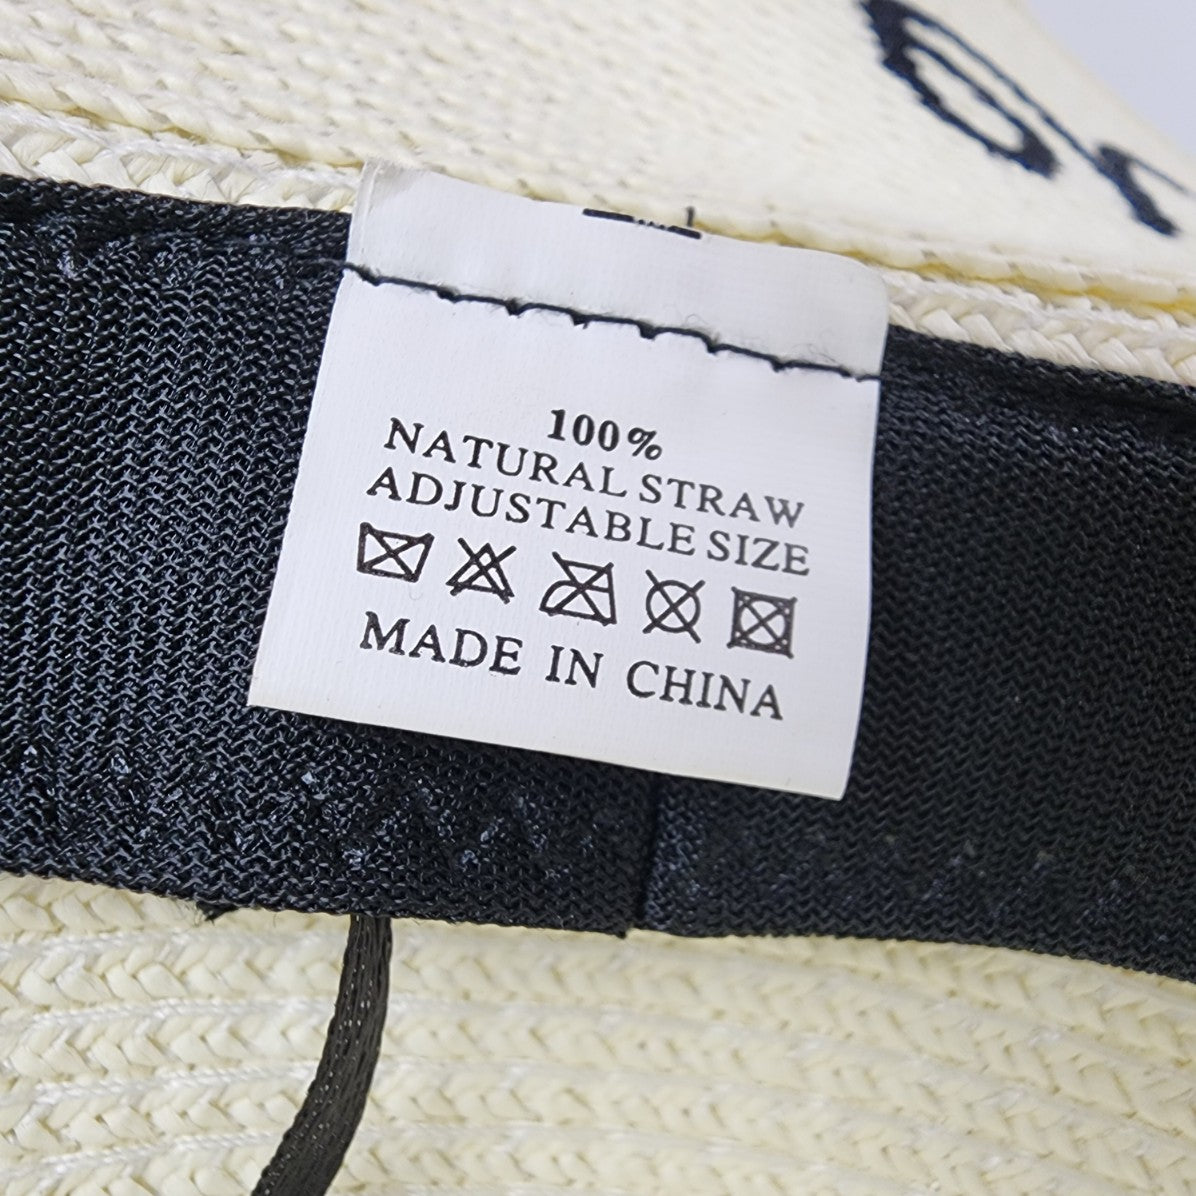 100%
NATURAL STRAW
ADJUSTABLE SIZE
MADE IN CHINA